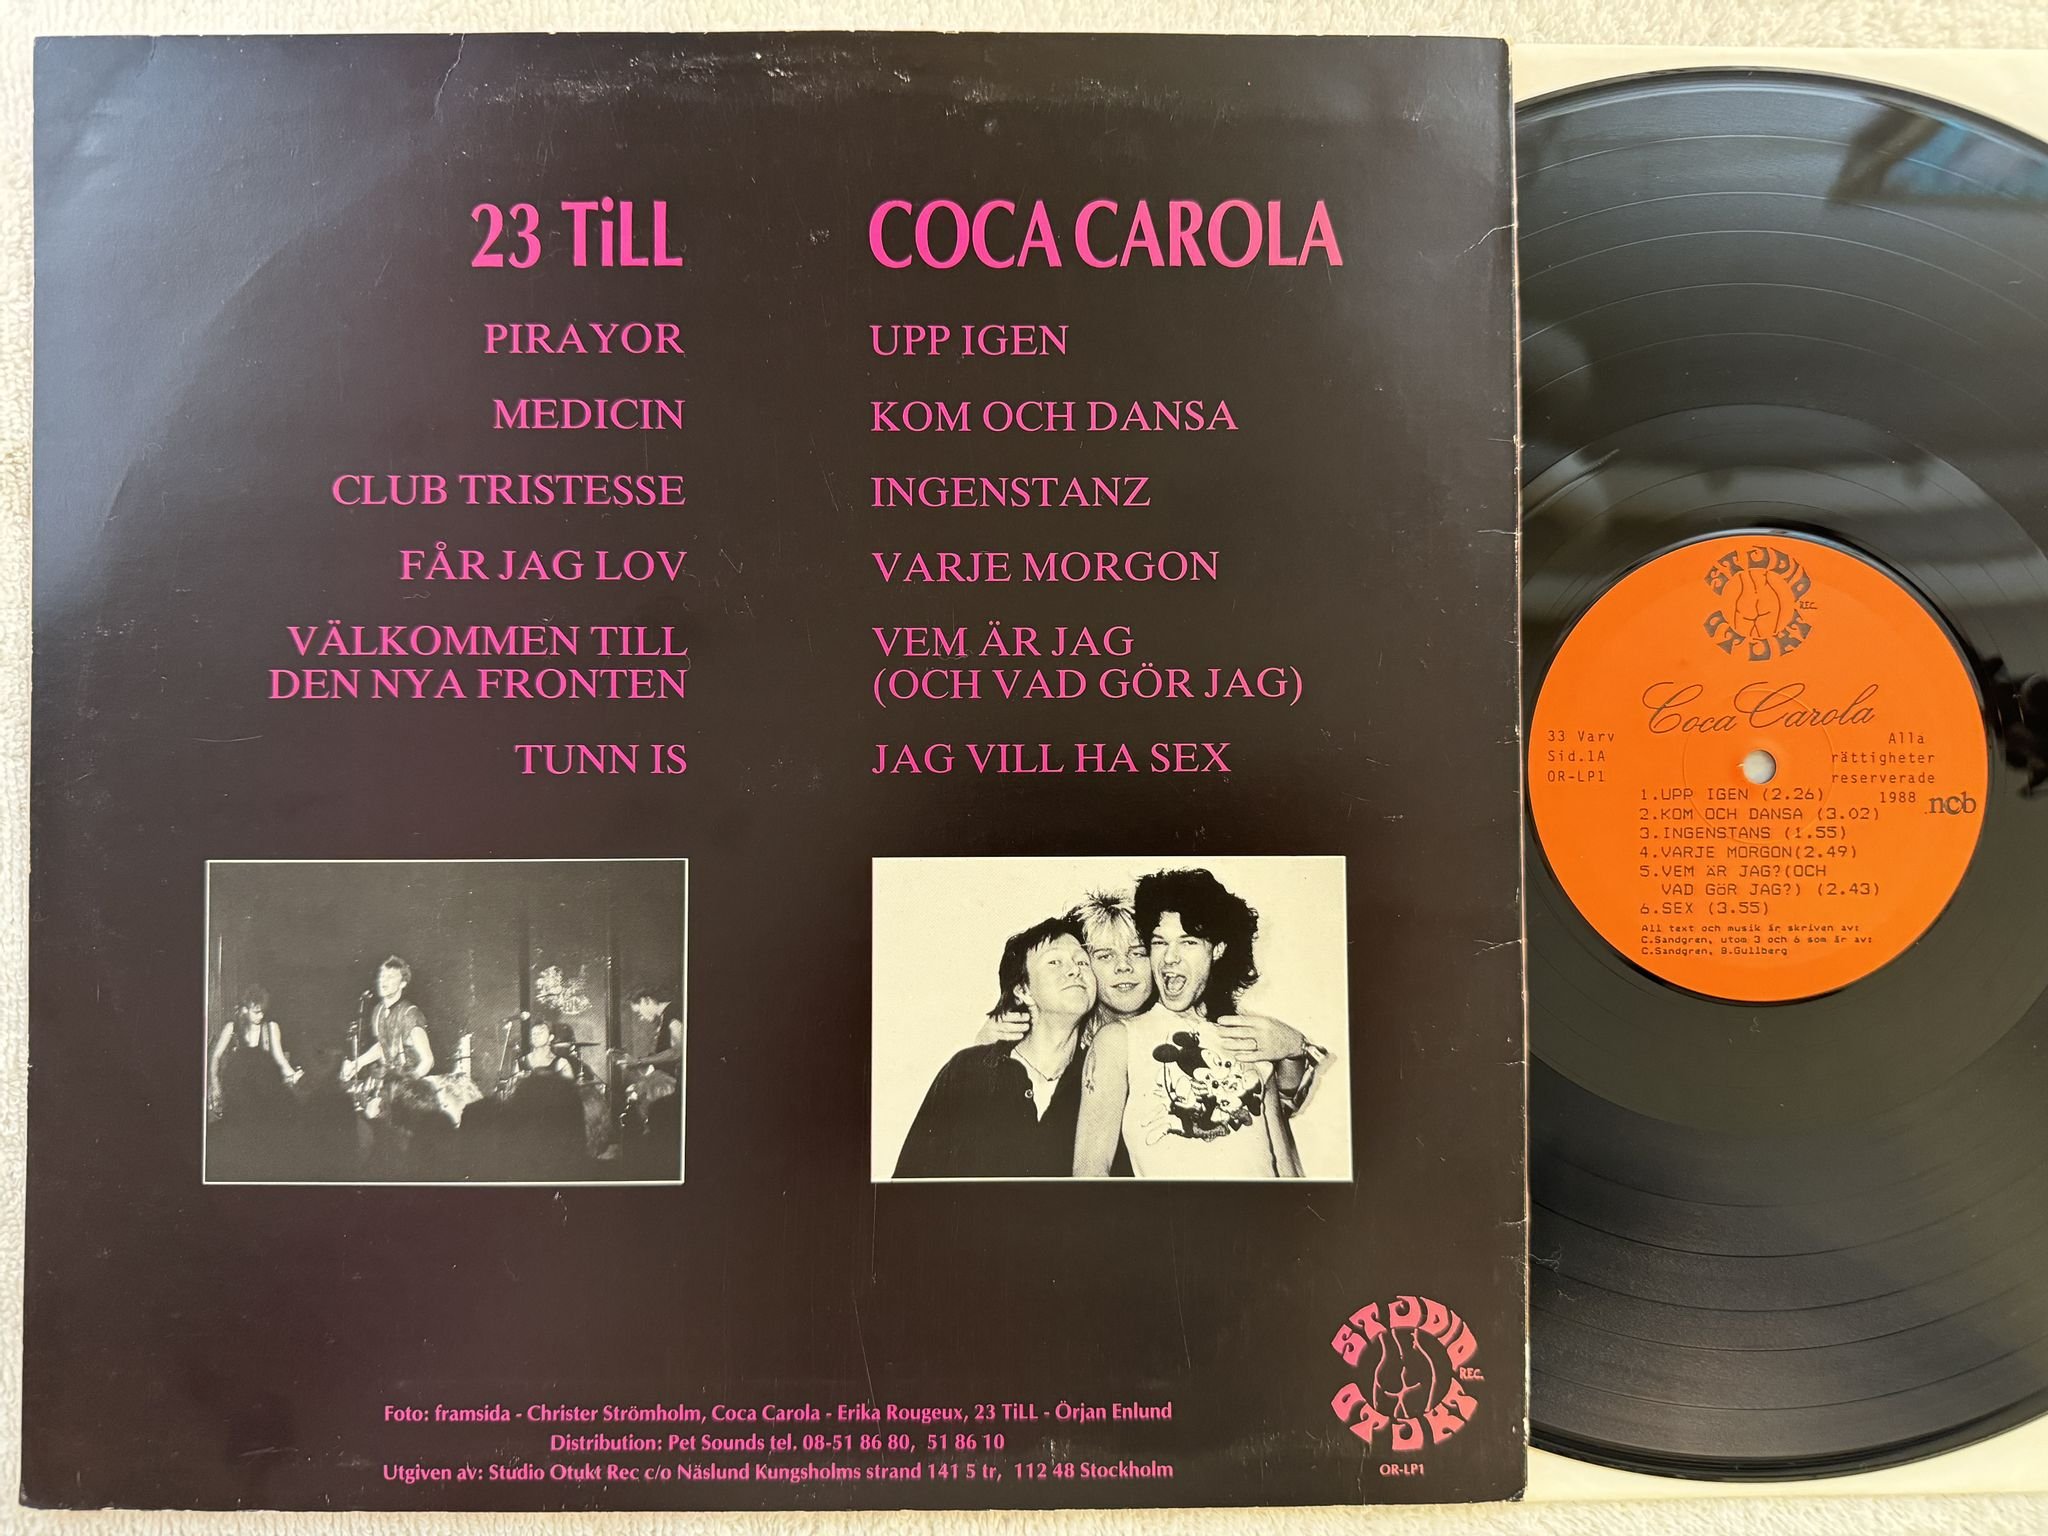 23 TiLL
PIRAYOR
MEDICIN
CLUB TRISTESSE
FÅR JAG LOV
VÄLKOMMEN TILL
DEN NYA FRONTEN
TUNN IS
COCA CAROLA
UPP IGEN
KOM OCH DANSA
INGENSTANZ
VARJE MORGON
VEM ÄR JAG
(OCH VAD GÖR JAG)
JAG VILL HA SEX
Foto: framsida - Christer Strömholm, Coca Carola - Erika Rougeux, 23 TiLL - Örjan Enlund
Distribution: Pet Sounds tel. 08-51 86 80, 51 86 10
Utgiven av: Studio Otukt Rec c/o Näslund Kungsholms strand 141 5 tr, 112 48 Stockholm
STUDIO
REC.
OTUKT
OR-LP1
STUDIO
REC.
OTUKT
Coca Carola
33 Varv
Sid.1A
OR-LP1
Alla
rättigheter
reserverade
1988
ncb
1.UPP IGEN (2.26)
2.KOM OCH DANSA (3.02)
3.INGENSTANS (1.55)
4.VARJE MORGON(2.49)
5.VEM ÄR JAG?(OCH
VAD GÖR JAG?) (2.43)
6.SEX (3.55)
All text och musik är skriven av:
C.Sandgren, utom 3 och 6 som är av:
C.Sandgren, B.Gullberg